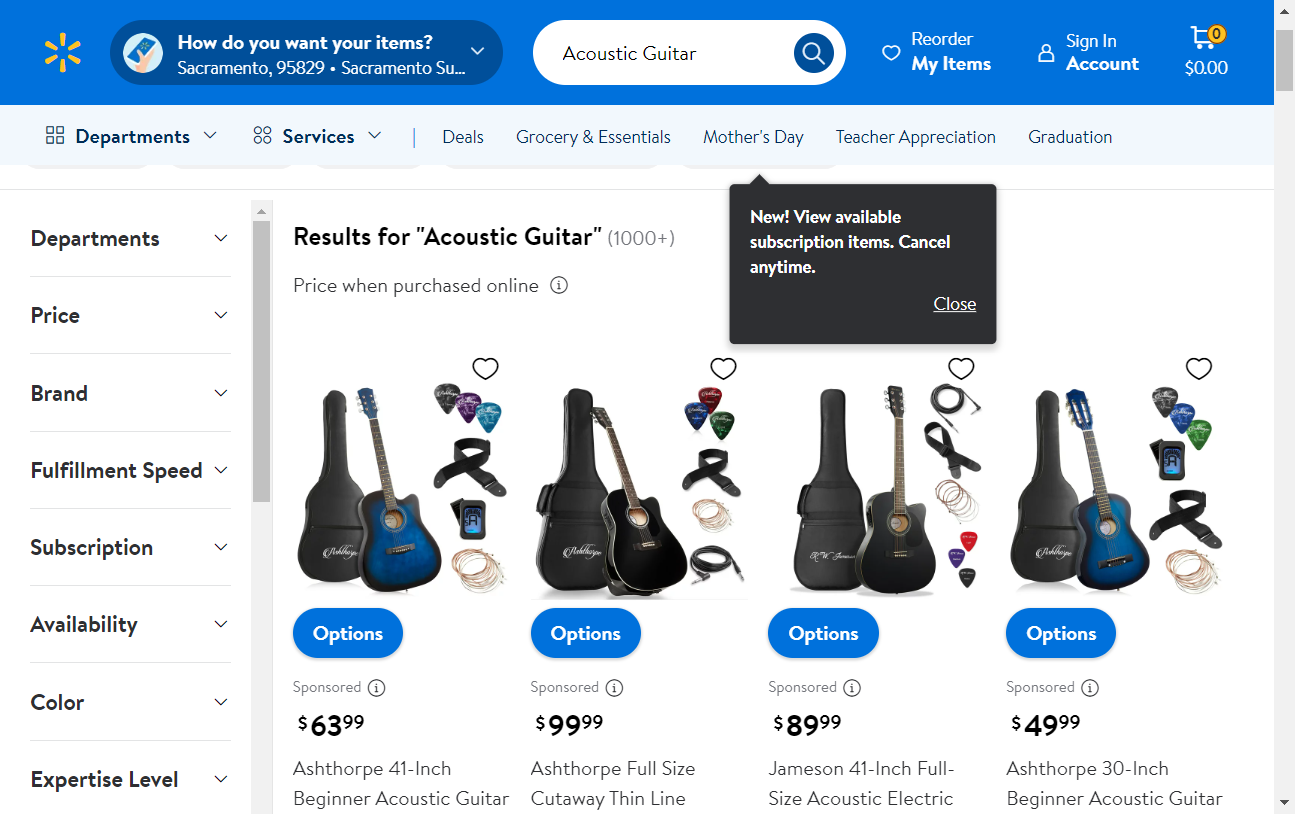 How do you want your items?
Sacramento, 95829 • Sacramento Su...
Acoustic Guitar
Reorder
My Items
Sign In
Account
0
$0.00
Departments
Services
Deals
Grocery & Essentials
Mother's Day
Teacher Appreciation
Graduation
New! View available
subscription items. Cancel
anytime.
Close
Departments
Price
Brand
Fulfillment Speed
Subscription
Availability
Color
Expertise Level
Results for "Acoustic Guitar" (1000+)
Price when purchased online
Ashthorpe
Ashthorpe
R.W. Jameson
Ashthorpe
Options
Options
Options
Options
Sponsored
Sponsored
Sponsored
Sponsored
$63.99
$99.99
$89.99
$49.99
Ashthorpe 41-Inch
Beginner Acoustic Guitar
Ashthorpe Full Size
Cutaway Thin Line
Jameson 41-Inch Full-
Size Acoustic Electric
Ashthorpe 30-Inch
Beginner Acoustic Guitar